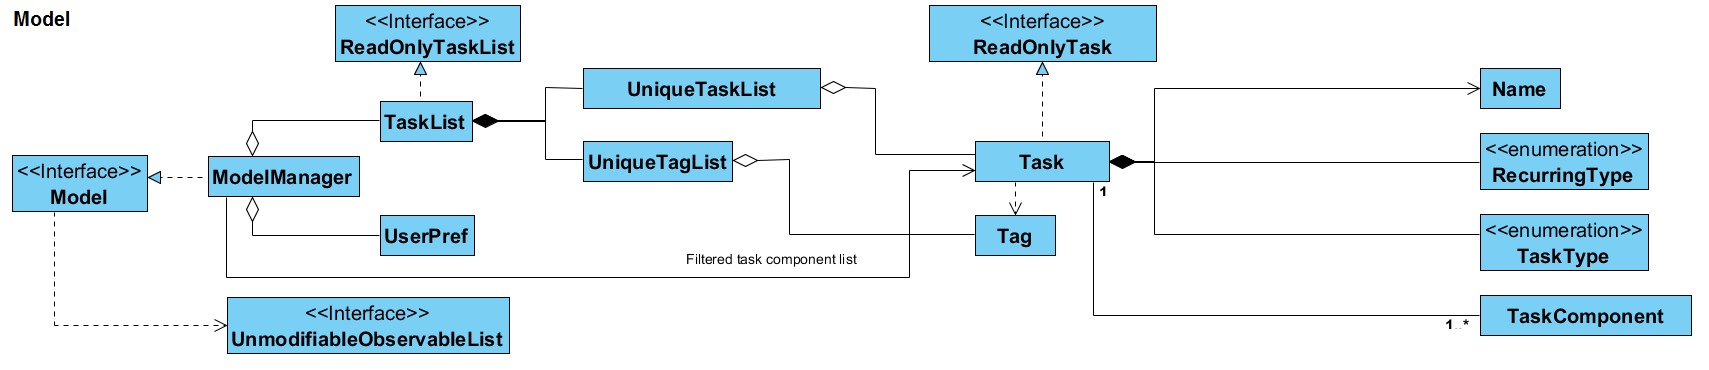 Model
<<Interface>>
ReadOnlyTaskList
<<Interface>>
ReadOnlyTask
UniqueTaskList
Name
TaskList
<<Interface>>
Model
ModelManager
UniqueTagList
Task
<<enumeration>>
RecurringType
1
UserPref
Tag
<<enumeration>>
TaskType
Filtered task component list
<<Interface>>
UnmodifiableObservableList
TaskComponent
1..*